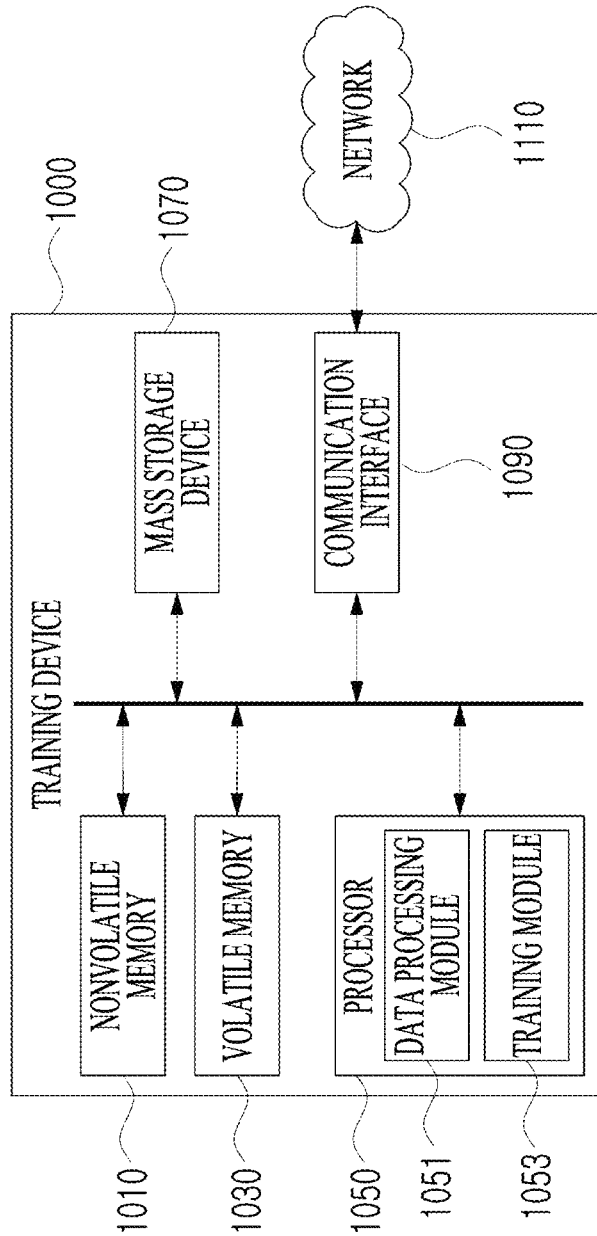 TRAINING DEVICE
1000
NONVOLATILE
MEMORY
1010
VOLATILE MEMORY
1030
PROCESSOR
1050
DATA PROCESSING
MODULE
1051
TRAINING MODULE
1053
MASS STORAGE
DEVICE
1070
COMMUNICATION
INTERFACE
1090
NETWORK
1110